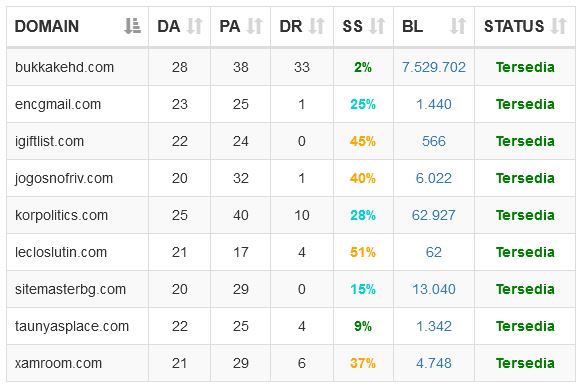 DOMAIN DA PA DR SS BL STATUS
bukkakehd.com 28 38 33 2% 7.529.702 Tersedia
encgmail.com 23 25 1 25% 1.440 Tersedia
igiftlist.com 22 24 0 45% 566 Tersedia
jogosnofriv.com 20 32 1 40% 6.022 Tersedia
korpolitics.com 25 40 10 28% 62.927 Tersedia
lecloslutin.com 21 17 4 51% 62 Tersedia
sitemasterbg.com 20 29 0 15% 13.040 Tersedia
taunyasplace.com 22 25 4 9% 1.342 Tersedia
xamroom.com 21 29 6 37% 4.748 Tersedia